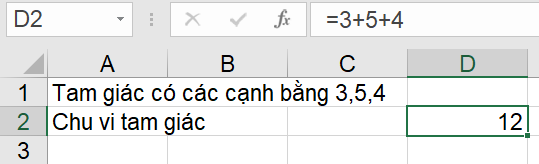 D2 fx =3+5+4
A B C D
1 Tam giác có các cạnh bằng 3,5,4
2 Chu vi tam giác 12
3